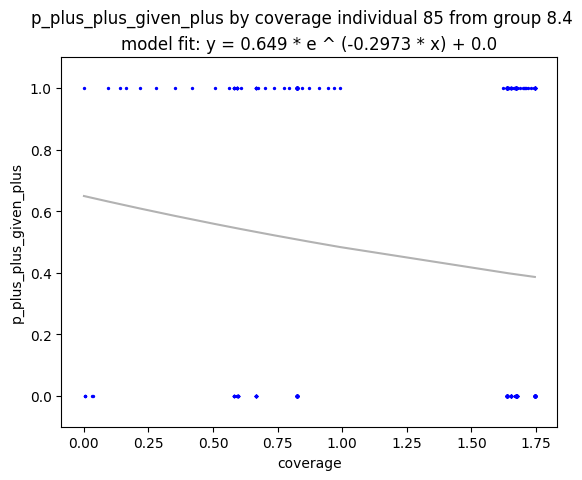 p_plus_plus_given_plus by coverage individual 85 from group 8.4
model fit: y = 0.649 * e ^ (-0.2973 * x) + 0.0
1.0
0.8
0.6
0.4
0.2
0.0
p_plus_plus_given_plus
0.00 0.25 0.50 0.75 1.00 1.25 1.50 1.75
coverage